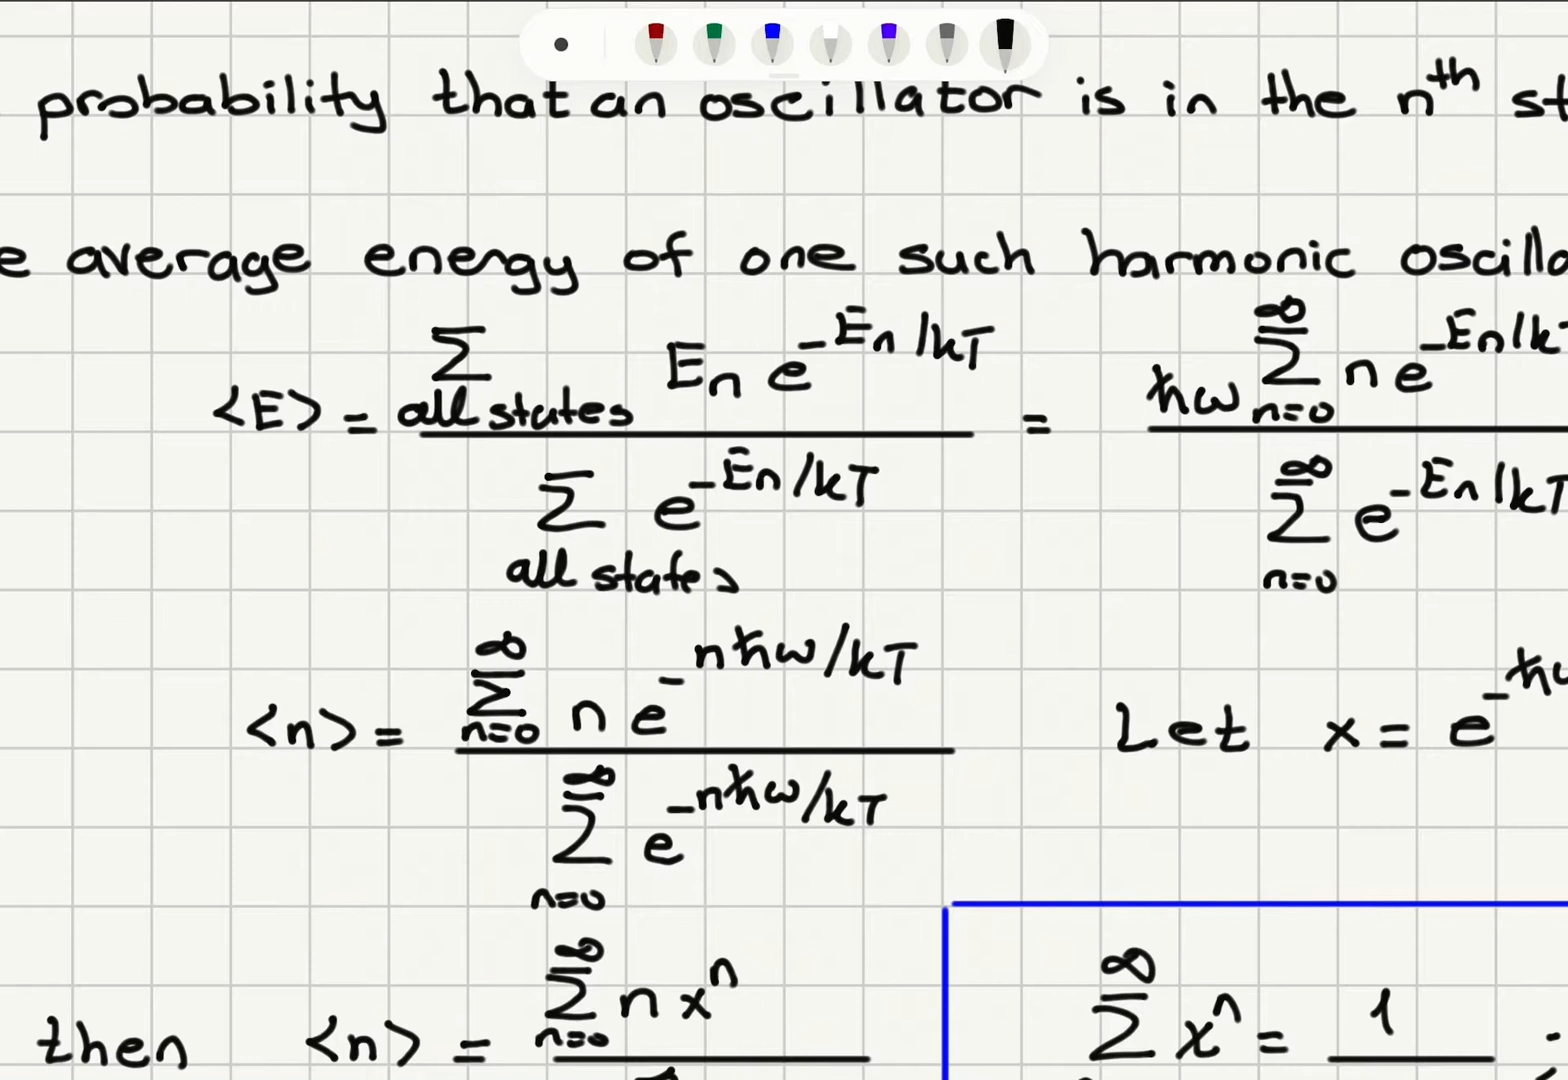 probability that an oscillator is in the nth st
e average energy of one such harmonic oscilla
<E> = Σ all states En e^-En/kT / Σ all states e^-En/kT = ħω Σ n=0 ∞ n e^-En/k / Σ n=0 ∞ e^-En/kT
<n> = Σ n=0 ∞ n e^-nħω/kT / Σ n=0 ∞ e^-nħω/kT Let x = e^-ħω
then <n> = Σ n=0 ∞ n x^n Σ ∞ x^n = 1